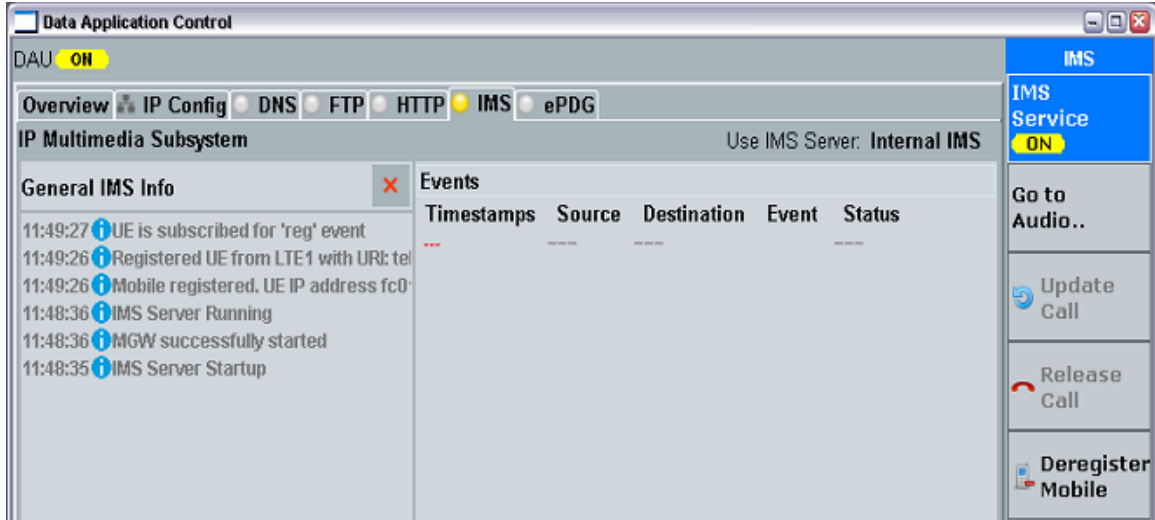 Data Application Control
DAU ON
Overview IP Config DNS FTP HTTP IMS ePDG
IP Multimedia Subsystem Use IMS Server: Internal IMS
General IMS Info
11:49:27 UE is subscribed for 'reg' event
11:49:26 Registered UE from LTE1 with URI: tel
11:49:26 Mobile registered. UE IP address fc0
11:48:36 IMS Server Running
11:48:36 MGW successfully started
11:48:35 IMS Server Startup
Events
Timestamps Source Destination Event Status
--- --- --- ---
IMS
IMS
Service
ON
Go to
Audio..
Update
Call
Release
Call
Deregister
Mobile